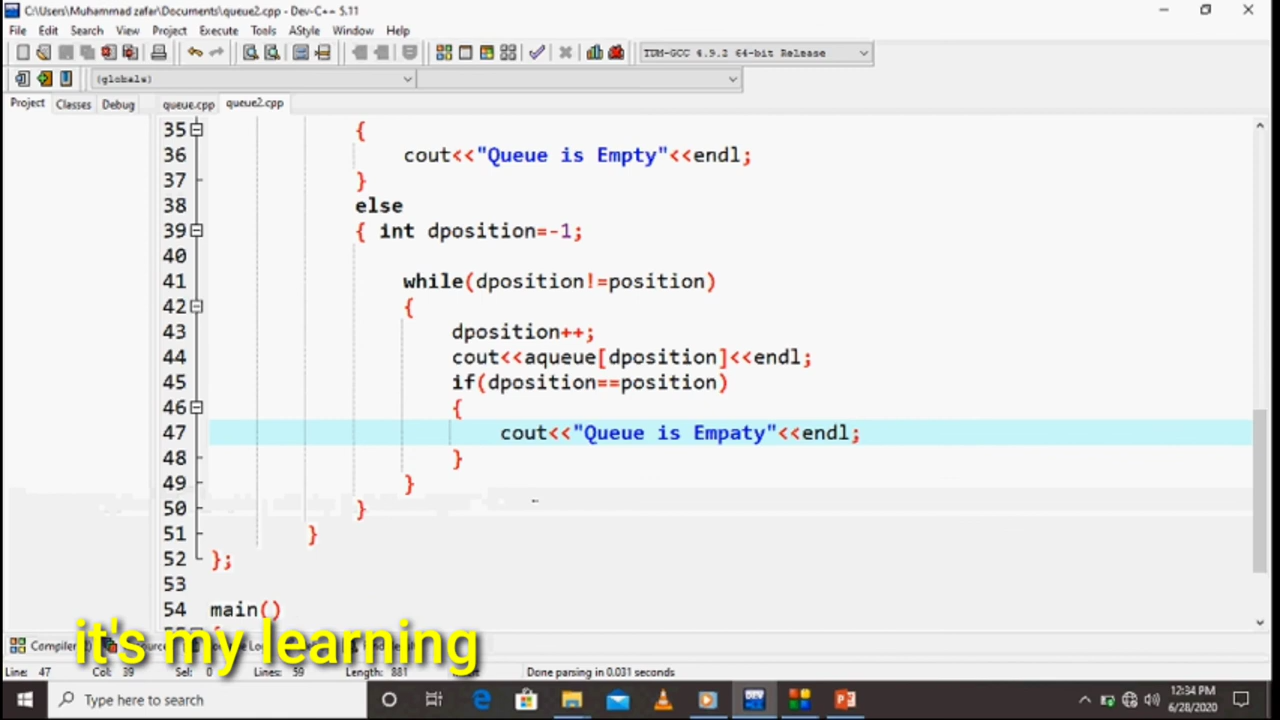 C:\Users\Muhammad zafar\Documents\queue2.cpp - Dev-C++ 5.11
File Edit Search View Project Execute Tools AStyle Window Help
TDM-GCC 4.9.2 64-bit Release
(globals)
Project Classes Debug queue.cpp queue2.cpp
35 {
36 cout<<"Queue is Empty"<<endl;
37 }
38 else
39 { int dposition=-1;
40
41 while(dposition!=position)
42 {
43 dposition++;
44 cout<<aqueue[dposition]<<endl;
45 if(dposition==position)
46 {
47 cout<<"Queue is Empaty"<<endl;
48 }
49 }
50 }
51 }
52 };
53
54 main()
it's my learning
Line: 47 Col: 39 Sel: 0 Lines: 59 Length: 881 Done parsing in 0.031 seconds
Type here to search
12:34 PM
6/28/2020